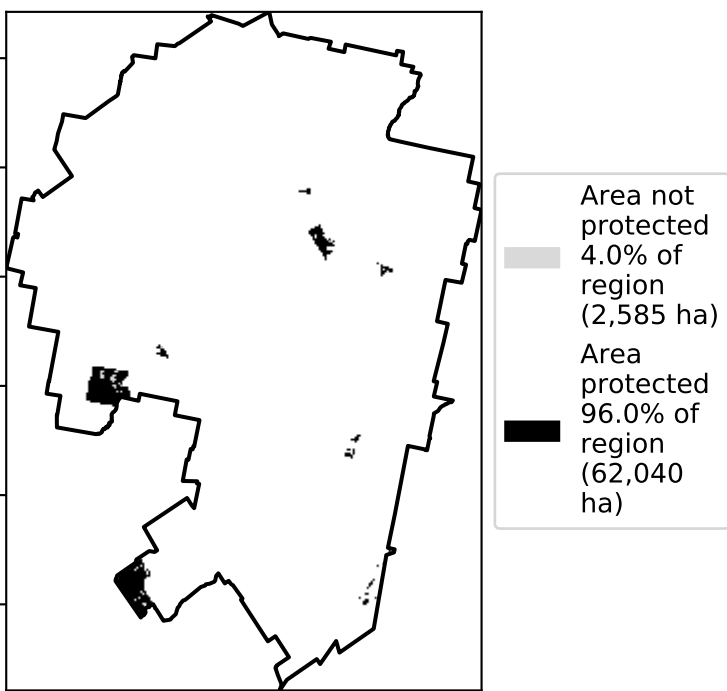 Area not
protected
4.0% of
region
(2,585 ha)
Area
protected
96.0% of
region
(62,040
ha)